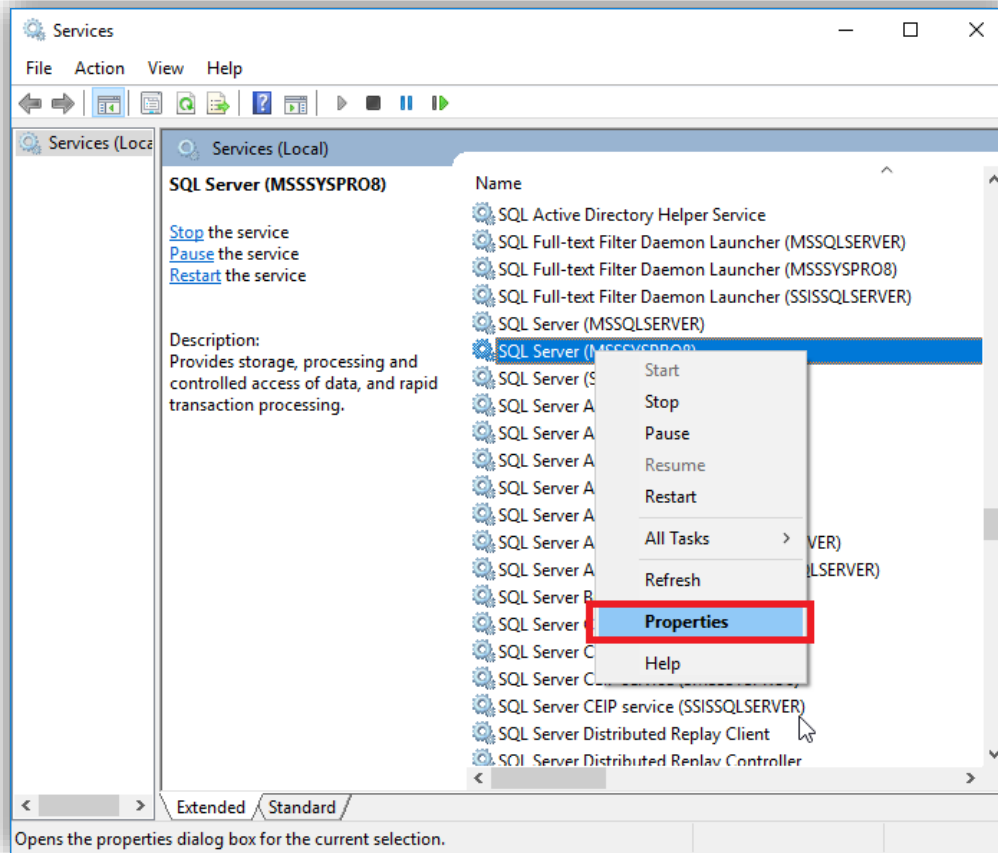 Services
File Action View Help
Services (Loca
Services (Local)
SQL Server (MSSSYSPRO8)
Stop the service
Pause the service
Restart the service
Description:
Provides storage, processing and
controlled access of data, and rapid
transaction processing.
Name
SQL Active Directory Helper Service
SQL Full-text Filter Daemon Launcher (MSSQLSERVER)
SQL Full-text Filter Daemon Launcher (MSSSYSPRO8)
SQL Full-text Filter Daemon Launcher (SSISSQLSERVER)
SQL Server (MSSQLSERVER)
SQL Server (MSSSYSPRO8)
SQL Server (S
SQL Server A
SQL Server A
SQL Server A
SQL Server A
SQL Server A
SQL Server A VER)
SQL Server A LSERVER)
SQL Server B
SQL Server
SQL Server C
SQL Server CEIP service
SQL Server CEIP service (SSISSQLSERVER)
SQL Server Distributed Replay Client
SQL Server Distributed Replay Controller
Start
Stop
Pause
Resume
Restart
All Tasks
Refresh
Properties
Help
Extended Standard
Opens the properties dialog box for the current selection.